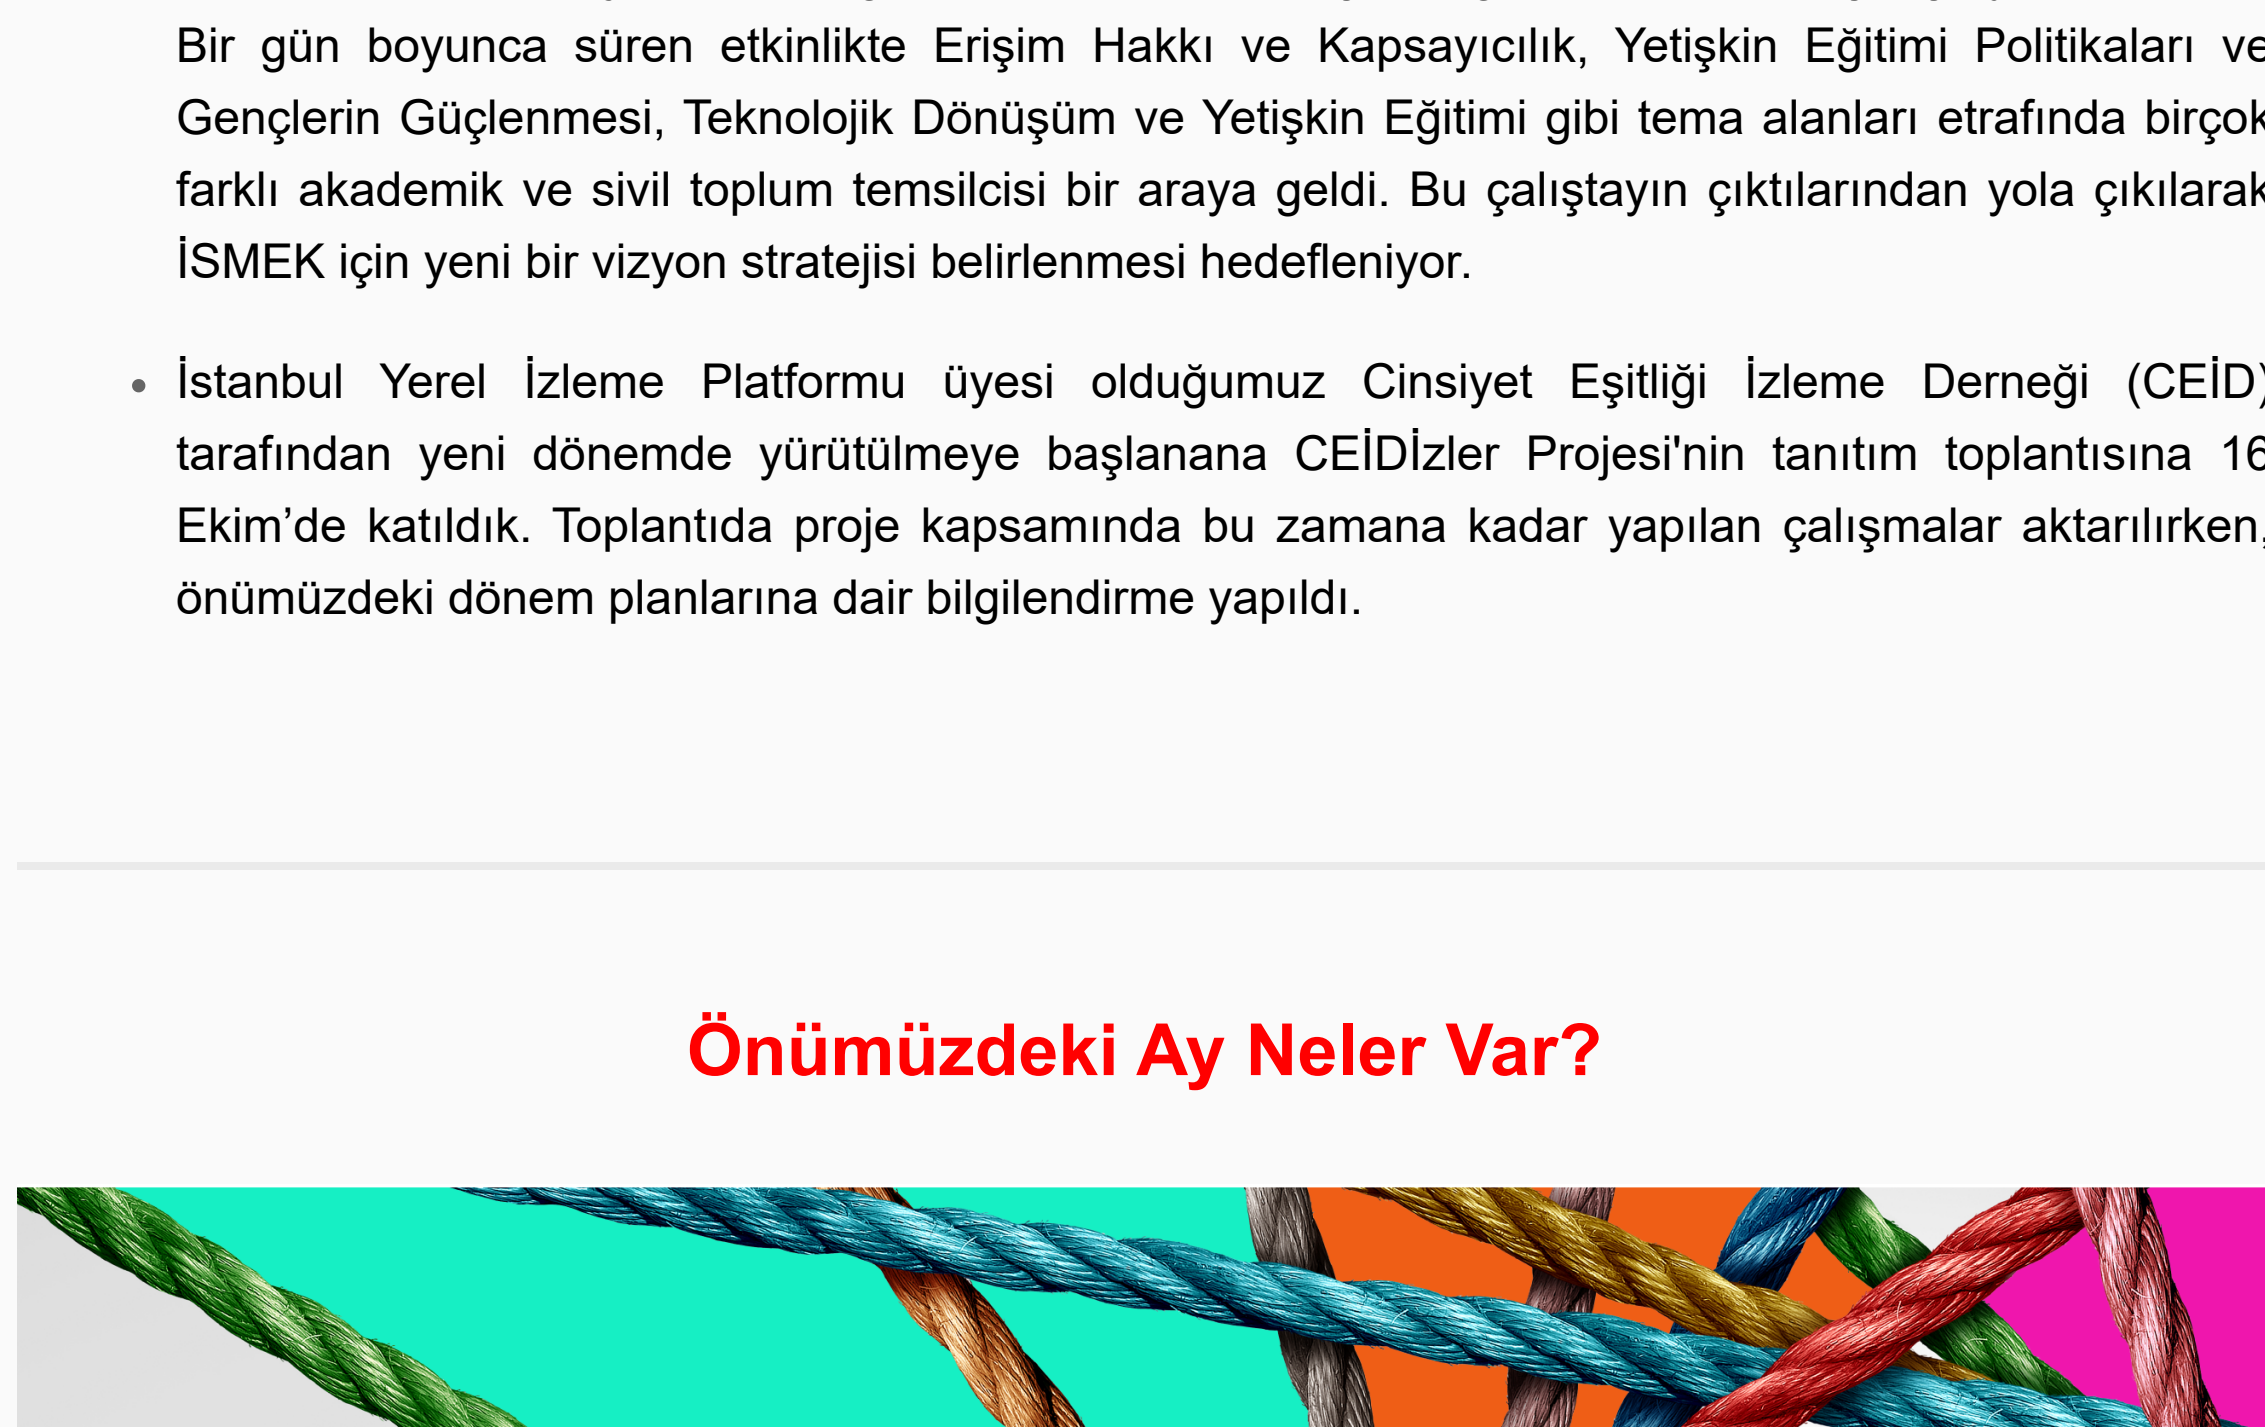 Bir gün boyunca süren etkinlikte Erişim Hakkı ve Kapsayıcılık, Yetişkin Eğitimi Politikaları ve
Gençlerin Güçlenmesi, Teknolojik Dönüşüm ve Yetişkin Eğitimi gibi tema alanları etrafında birçok
farklı akademik ve sivil toplum temsilcisi bir araya geldi. Bu çalıştayın çıktılarından yola çıkılarak
İSMEK için yeni bir vizyon stratejisi belirlenmesi hedefleniyor.
• İstanbul Yerel İzleme Platformu üyesi olduğumuz Cinsiyet Eşitliği İzleme Derneği (CEİD)
tarafından yeni dönemde yürütülmeye başlanana CEİDİzler Projesi'nin tanıtım toplantısına 16
Ekim’de katıldık. Toplantıda proje kapsamında bu zamana kadar yapılan çalışmalar aktarılırken,
önümüzdeki dönem planlarına dair bilgilendirme yapıldı.
Önümüzdeki Ay Neler Var?